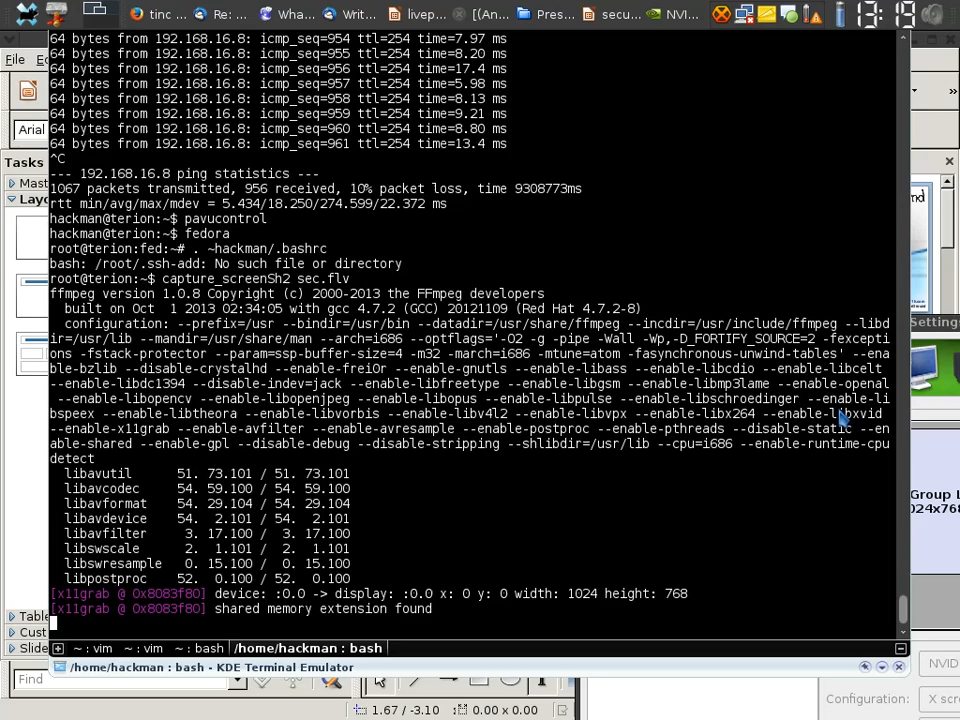 tinc ...
Re: ...
Wha...
Writ...
livep...
[(An...
Pres...
secu...
NVI...
13:19
File
Arial
Tasks
Mast
Layo
Table
Cust
Slide
64 bytes from 192.168.16.8: icmp_seq=954 ttl=254 time=7.97 ms
64 bytes from 192.168.16.8: icmp_seq=955 ttl=254 time=8.20 ms
64 bytes from 192.168.16.8: icmp_seq=956 ttl=254 time=17.4 ms
64 bytes from 192.168.16.8: icmp_seq=957 ttl=254 time=5.98 ms
64 bytes from 192.168.16.8: icmp_seq=958 ttl=254 time=8.13 ms
64 bytes from 192.168.16.8: icmp_seq=959 ttl=254 time=9.21 ms
64 bytes from 192.168.16.8: icmp_seq=960 ttl=254 time=8.80 ms
64 bytes from 192.168.16.8: icmp_seq=961 ttl=254 time=13.4 ms
^C
--- 192.168.16.8 ping statistics ---
1067 packets transmitted, 956 received, 10% packet loss, time 9308773ms
rtt min/avg/max/mdev = 5.434/18.250/274.599/22.372 ms
hackman@terion:~$ pavucontrol
hackman@terion:~$ fedora
root@terion:fed:~# . ~hackman/.bashrc
bash: /root/.ssh-add: No such file or directory
root@terion:~$ capture_screenSh2 sec.flv
ffmpeg version 1.0.8 Copyright (c) 2000-2013 the FFmpeg developers
built on Oct 1 2013 02:34:05 with gcc 4.7.2 (GCC) 20121109 (Red Hat 4.7.2-8)
configuration: --prefix=/usr --bindir=/usr/bin --datadir=/usr/share/ffmpeg --incdir=/usr/include/ffmpeg --libd
ir=/usr/lib --mandir=/usr/share/man --arch=i386 --optflags='-O2 -g -pipe -Wall -Wp,-D_FORTIFY_SOURCE=2 -fexcepti
ons -fstack-protector --param=ssp-buffer-size=4 -m32 -march=i686 -mtune=atom -fasynchronous-unwind-tables' --ena
ble-bzlib --disable-crystalhd --enable-frei0r --enable-gnutls --enable-libass --enable-libcdio --enable-libcelt
--enable-libdc1394 --disable-indev=jack --enable-libfreetype --enable-libgsm --enable-libmp3lame --enable-openal
--enable-libopencv --enable-libopenjpeg --enable-libopus --enable-libpulse --enable-libschroedinger --enable-li
bspeex --enable-libtheora --enable-libvorbis --enable-libv4l2 --enable-libvpx --enable-libx264 --enable-libxvid
--enable-x11grab --enable-avfilter --enable-avresample --enable-postproc --enable-pthreads --disable-static --en
able-shared --enable-gpl --disable-debug --disable-stripping --shlibdir=/usr/lib --cpu=i686 --enable-runtime-cpu
detect
libavutil 51. 73.101 / 51. 73.101
libavcodec 54. 59.100 / 54. 59.100
libavformat 54. 29.104 / 54. 29.104
libavdevice 54. 2.101 / 54. 2.101
libavfilter 3. 17.100 / 3. 17.100
libswscale 2. 1.101 / 2. 1.101
libswresample 0. 15.100 / 0. 15.100
libpostproc 52. 0.100 / 52. 0.100
[x11grab @ 0x8083f80] device: :0.0 -> display: :0.0 x: 0 y: 0 width: 1024 height: 768
[x11grab @ 0x8083f80] shared memory extension found
~ : vim ~ : vim ~ : bash /home/hackman : bash
/home/hackman : bash - KDE Terminal Emulator
Settings
Group L
024x768
NVID
Configuration: X scre
Find
1.67 / -3.10 0.00 x 0.00